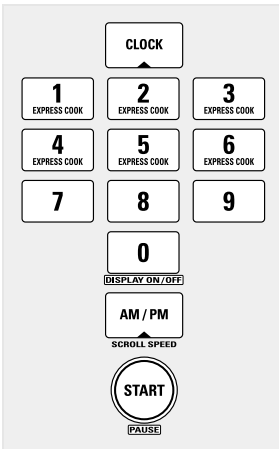 CLOCK
1 2 3
EXPRESS COOK EXPRESS COOK EXPRESS COOK
4 5 6
EXPRESS COOK EXPRESS COOK EXPRESS COOK
7 8 9
0
DISPLAY ON/OFF
AM / PM
SCROLL SPEED
START
PAUSE